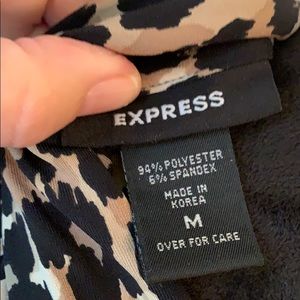 EXPRESS
94% POLYESTER
6% SPANDEX
MADE IN
KOREA
M
OVER FOR CARE